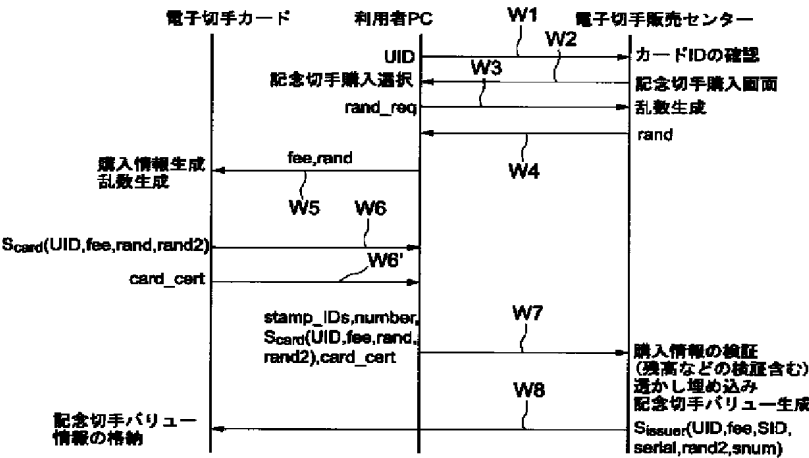 電子切手カード 利用者PC 電子切手販売センター
W1
UID カードIDの確認
W2
記念切手購入選択 記念切手購入画面
W3
rand_req 乱数生成
rand
W4
購入情報生成
乱数生成
fee,rand
W5
W6
Scard(UID,fee,rand,rand2)
W6'
card_cert
stamp_IDs,number,
Scard(UID,fee,rand,
rand2),card_cert
W7
購入情報の検証
(残高などの検証含む)
透かし埋め込み
記念切手バリュー生成
W8
記念切手バリュー
情報の格納
Sissuer(UID,fee,SID,
serial,rand2,snum)